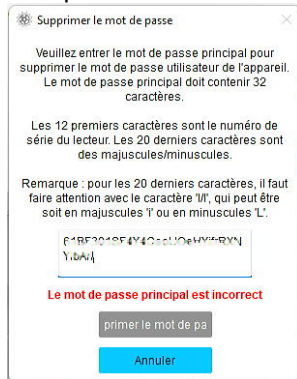 Supprimer le mot de passe
Veuillez entrer le mot de passe principal pour
supprimer le mot de passe utilisateur de l'appareil.
Le mot de passe principal doit contenir 32
caractères.
Les 12 premiers caractères sont le numéro de
série du lecteur. Les 20 derniers caractères sont
des majuscules/minuscules.
Remarque : pour les 20 derniers caractères, il faut
faire attention avec le caractère 'I/l', qui peut être
soit en majuscules 'i' ou en minuscules 'L'.
Le mot de passe principal est incorrect
primer le mot de pa
Annuler